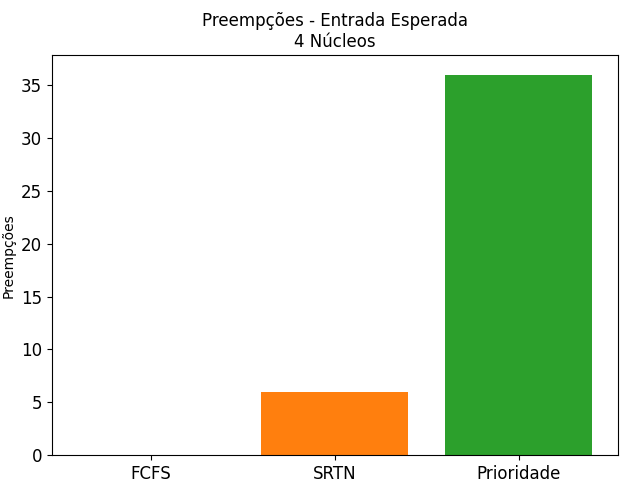 Preempções - Entrada Esperada
4 Núcleos
Preempções
35
30
25
20
15
10
5
0
FCFS
SRTN
Prioridade